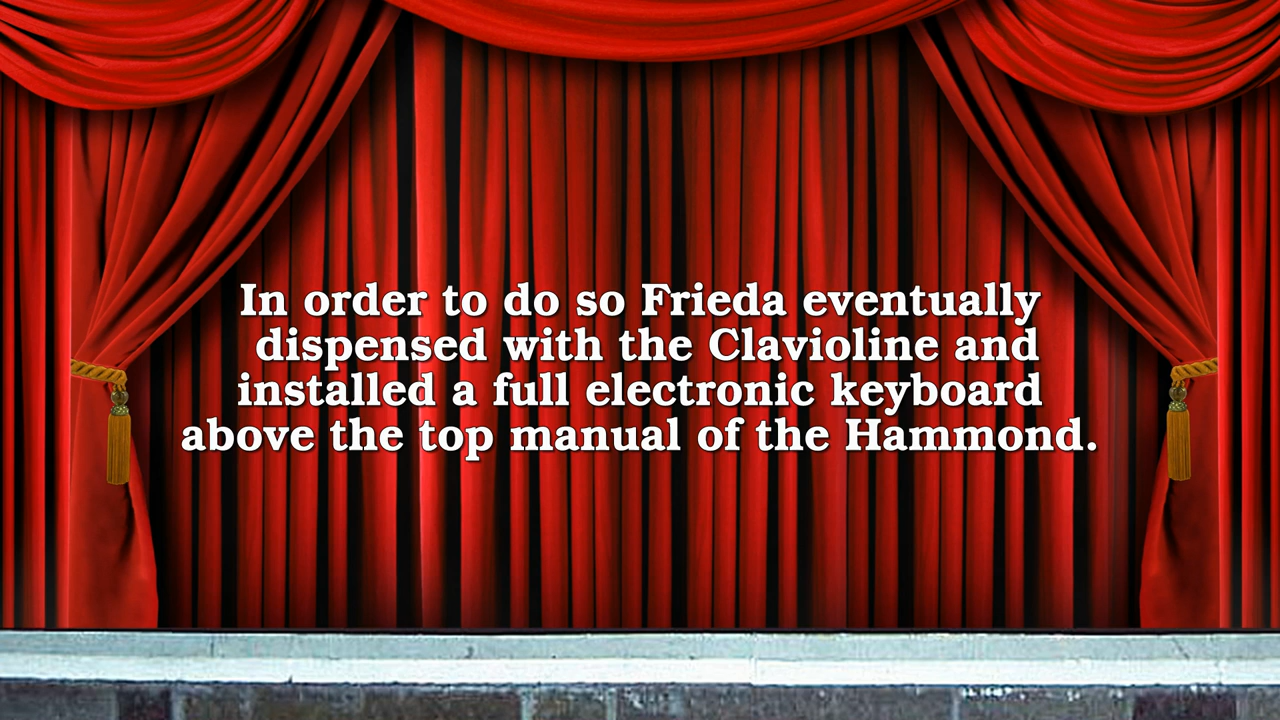 In order to do so Frieda eventually
dispensed with the Clavioline and
installed a full electronic keyboard
above the top manual of the Hammond.